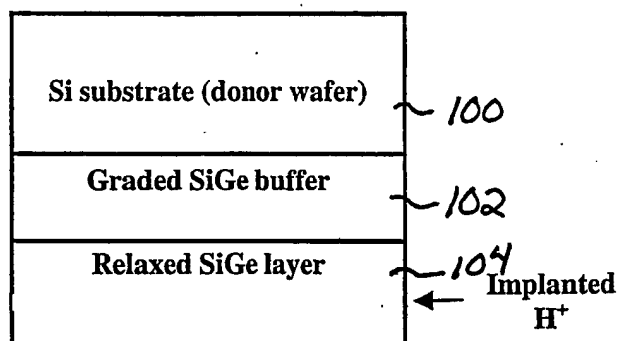 Si substrate (donor wafer)
100
Graded SiGe buffer
102
Relaxed SiGe layer
104
Implanted
H+